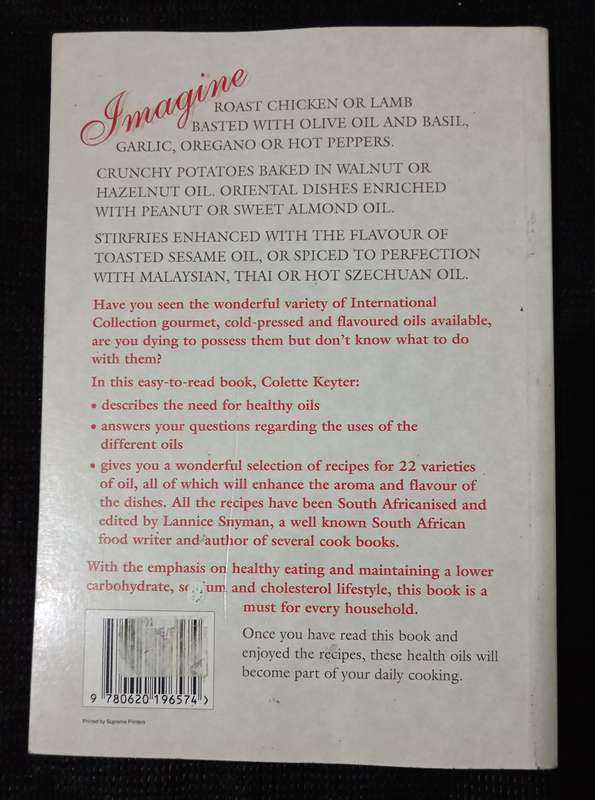 Imagine
ROAST CHICKEN OR LAMB
BASTED WITH OLIVE OIL AND BASIL,
GARLIC, OREGANO OR HOT PEPPERS.
CRUNCHY POTATOES BAKED IN WALNUT OR
HAZELNUT OIL. ORIENTAL DISHES ENRICHED
WITH PEANUT OR SWEET ALMOND OIL.
STIRFRIES ENHANCED WITH THE FLAVOUR OF
TOASTED SESAME OIL, OR SPICED TO PERFECTION
WITH MALAYSIAN, THAI OR HOT SZECHUAN OIL.
Have you seen the wonderful variety of International
Collection gourmet, cold-pressed and flavoured oils available,
are you dying to possess them but don't know what to do
with them?
In this easy-to-read book, Colette Keyter:
• describes the need for healthy oils
• answers your questions regarding the uses of the
different oils
• gives you a wonderful selection of recipes for 22 varieties
of oil, all of which will enhance the aroma and flavour of
the dishes. All the recipes have been South Africanised and
edited by Lannice Snyman, a well known South African
food writer and author of several cook books.
With the emphasis on healthy eating and maintaining a lower
carbohydrate, and cholesterol lifestyle, this book is a
must for every household.
Once you have read this book and
enjoyed the recipes, these health oils will
become part of your daily cooking.
9 780620 196574 >
Printed by Supreme Printers